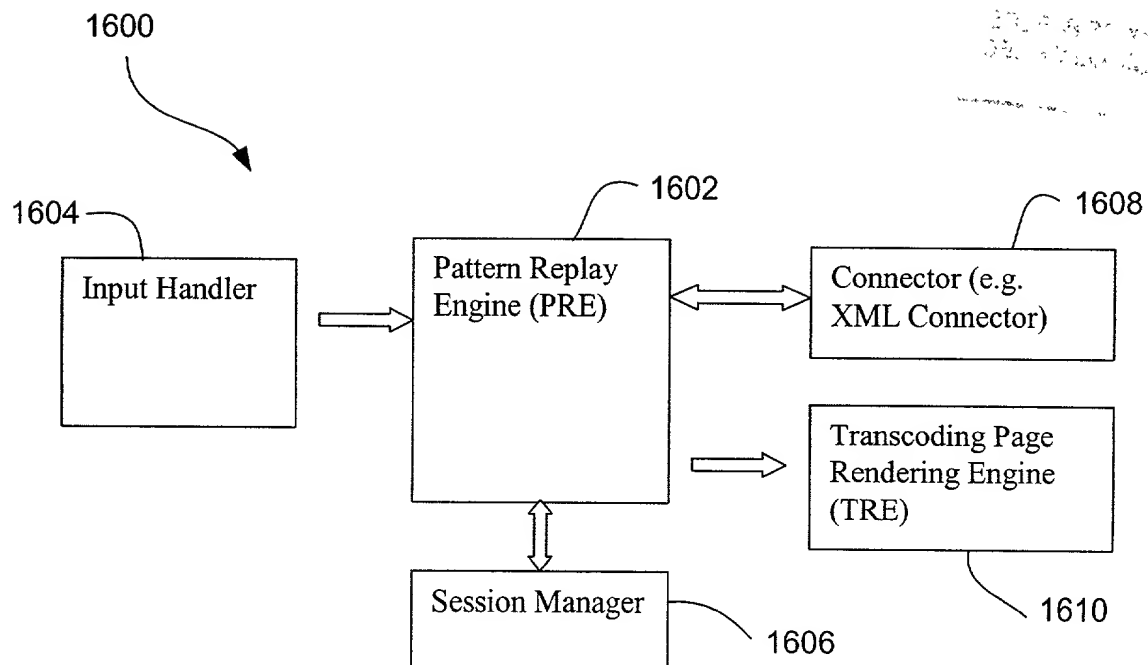 1600
1602
1608
1604
Input Handler
Pattern Replay
Engine (PRE)
Connector (e.g.
XML Connector)
Transcoding Page
Rendering Engine
(TRE)
Session Manager
1606
1610